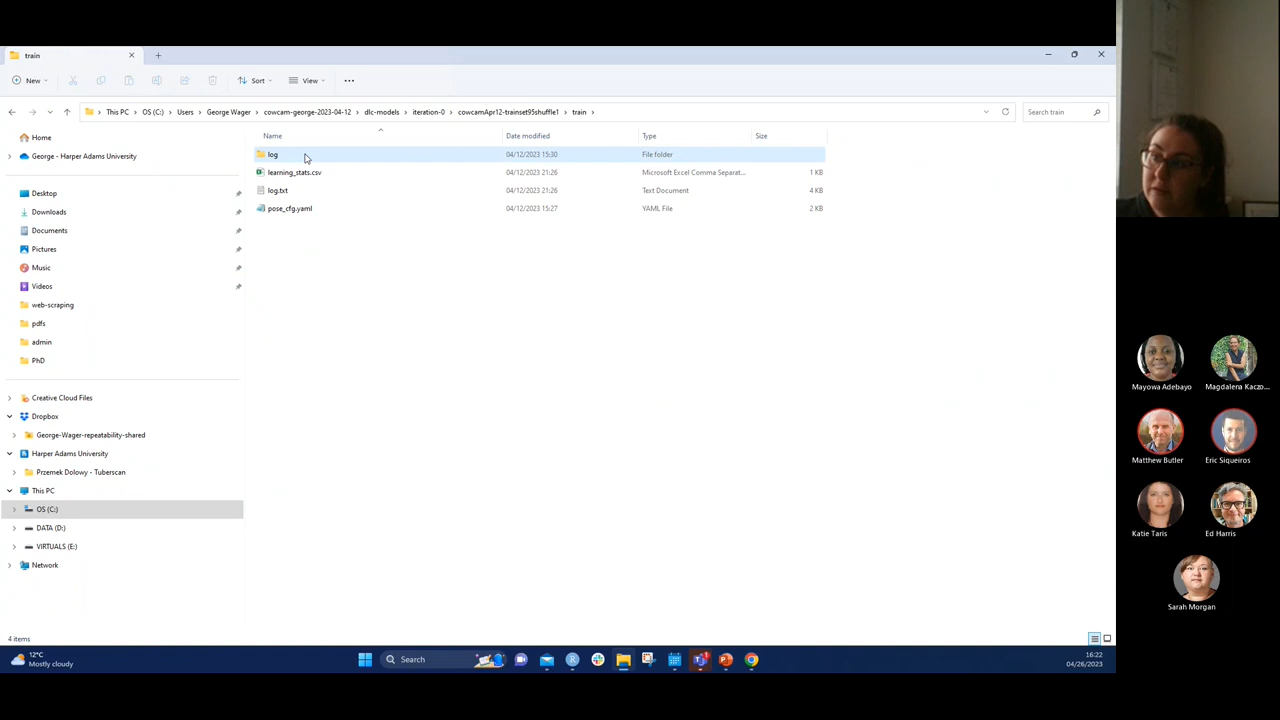 train
New
Sort
View
This PC > OS (C:) > Users > George Wager > cowcam-george-2023-04-12 > dlc-models > iteration-0 > cowcamApr12-trainset95shuffle1 > train >
Search train
Name Date modified Type Size
log 04/12/2023 15:30 File folder
learning_stats.csv 04/12/2023 21:26 Microsoft Excel Comma Separat... 1 KB
log.txt 04/12/2023 21:26 Text Document 4 KB
pose_cfg.yaml 04/12/2023 15:27 YAML File 2 KB
Home
George - Harper Adams University
Desktop
Downloads
Documents
Pictures
Music
Videos
web-scraping
pdfs
admin
PhD
Creative Cloud Files
Dropbox
George-Wager-repeatability-shared
Harper Adams University
Przemek Dolowy - Tuberscan
This PC
OS (C:)
DATA (D:)
VIRTUALS (E:)
Network
4 items
12°C
Mostly cloudy
Search
16:22
04/26/2023
Mayowa Adebayo
Magdalena Kaczo...
Matthew Butler
Eric Siqueiros
Katie Taris
Ed Harris
Sarah Morgan